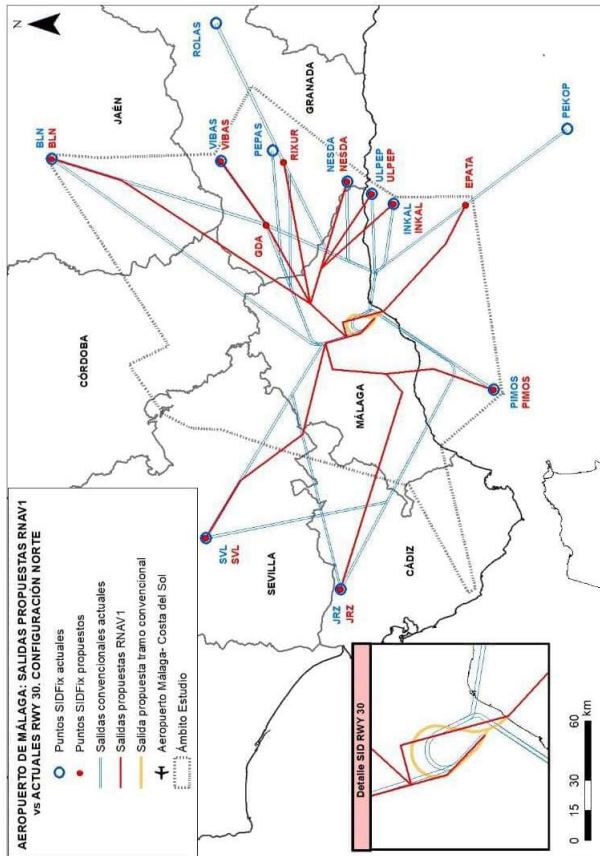 AEROPUERTO DE MÁLAGA: SALIDAS PROPUESTAS RNAV1
vs ACTUALES RWY 30. CONFIGURACIÓN NORTE
Puntos SIDFix actuales
Puntos SIDFix propuestos
Salidas convencionales actuales
Salidas propuestas RNAV1
Salida propuesta tramo convencional
Aeropuerto Málaga- Costa del Sol
Ámbito Estudio
N
BLN
BLN
JAÉN
ROLAS
CÓRDOBA
VIBAS
VIBAS
PEPAS
GRANADA
RIXUR
GDA
NESDA
NESDA
ULPEP
ULPEP
INKAL
INKAL
EPATA
PEKOP
SVL
SVL
SEVILLA
MÁLAGA
JRZ
JRZ
CÁDIZ
PIMOS
PIMOS
Detalle SID RWY 30
0 15 30 60
km